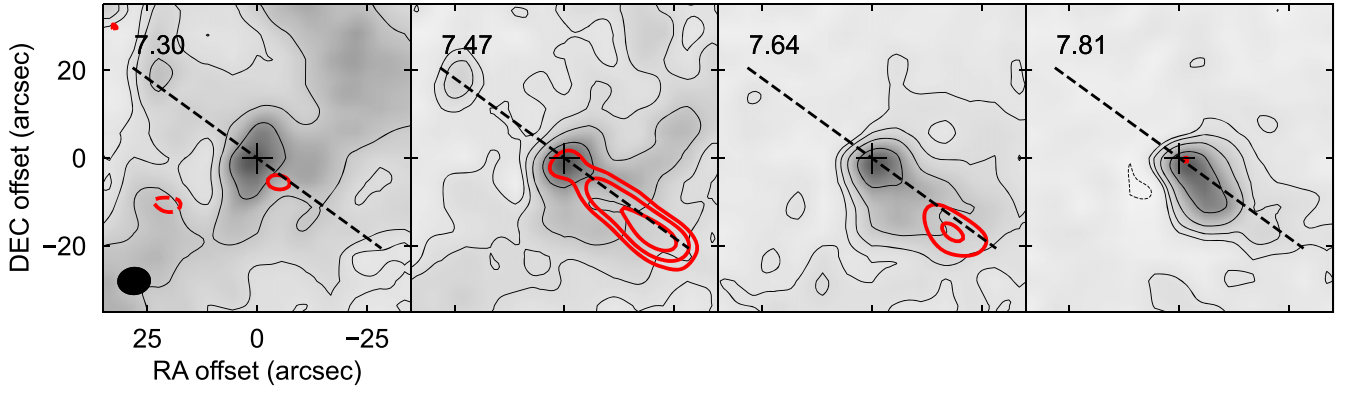 7.30 7.47 7.64 7.81
DEC offset (arcsec)
20
0
−20
25 0 −25
RA offset (arcsec)